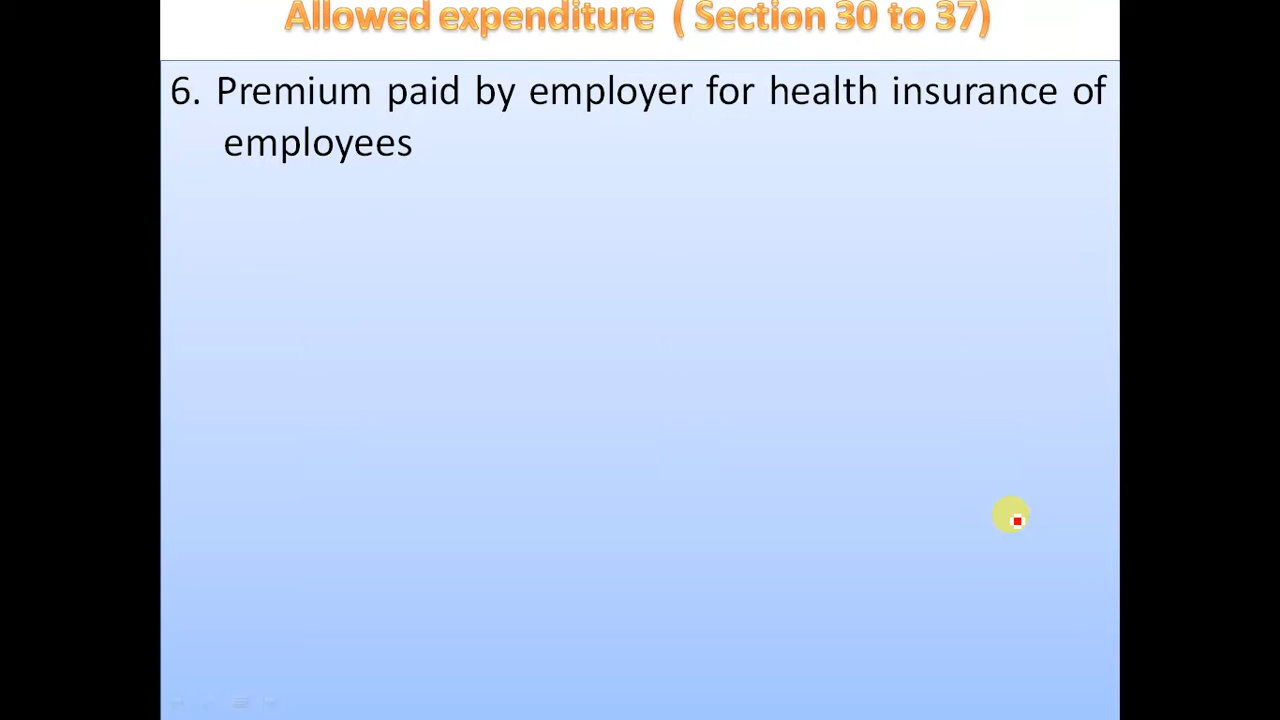 Allowed expenditure ( Section 30 to 37)
6. Premium paid by employer for health insurance of
employees